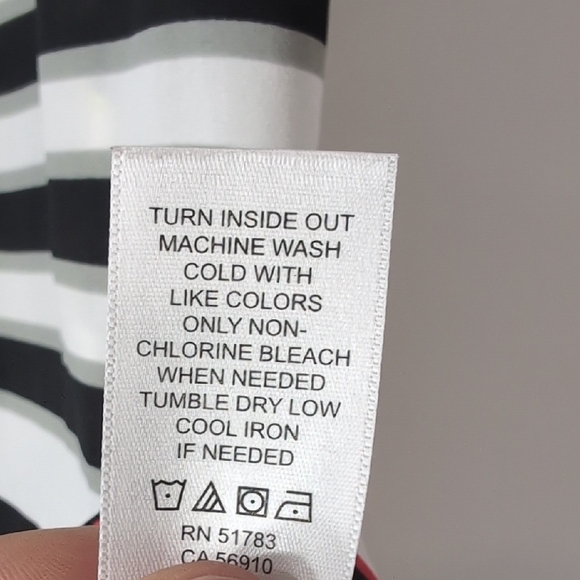 TURN INSIDE OUT
MACHINE WASH
COLD WITH
LIKE COLORS
ONLY NON-
CHLORINE BLEACH
WHEN NEEDED
TUMBLE DRY LOW
COOL IRON
IF NEEDED
RN 51783
CA 56910